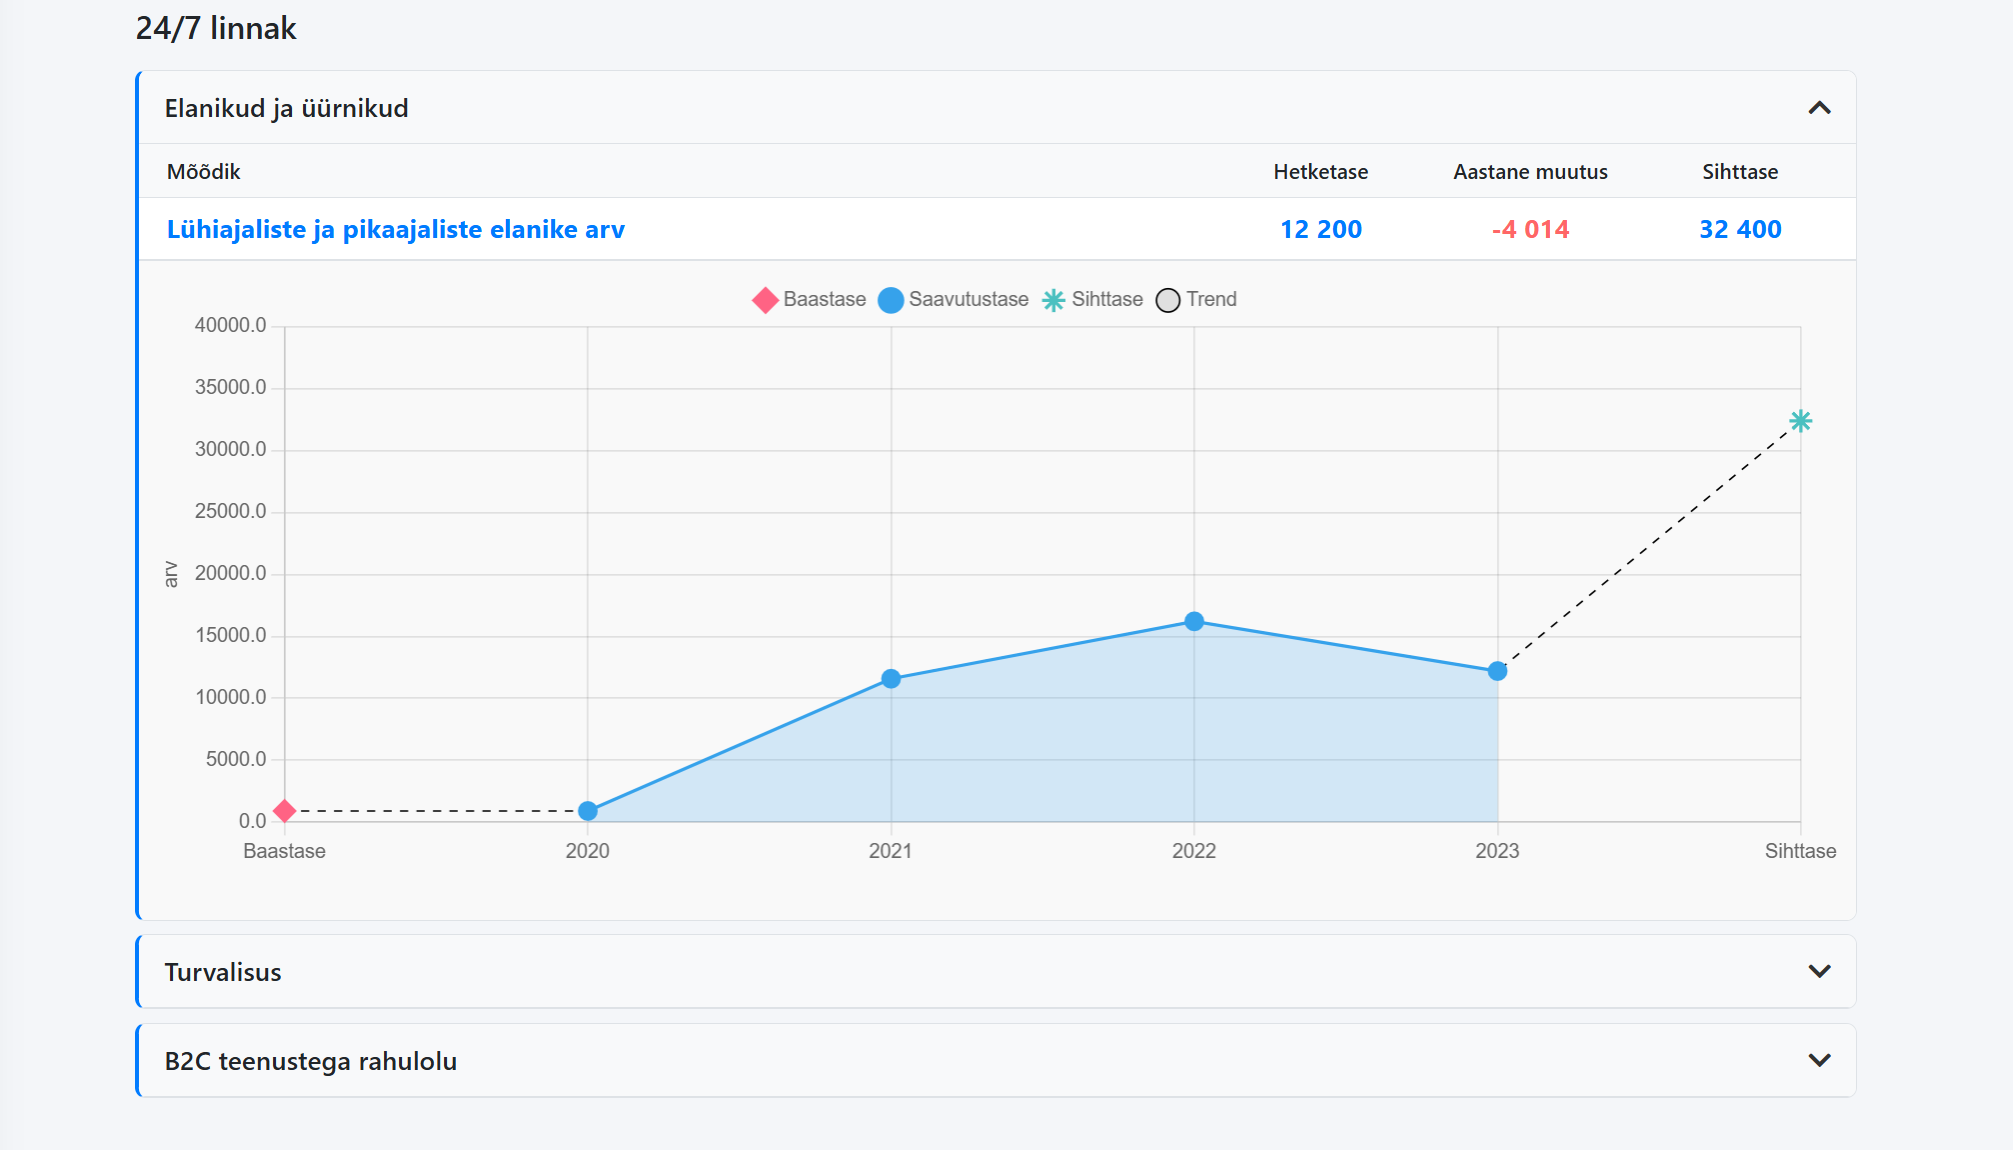 24/7 linnak
Elanikud ja üürnikud
Mõõdik Hetketase Aastane muutus Sihttase
Lühiajaliste ja pikaajaliste elanike arv 12 200 -4 014 32 400
Baastase Saavutustase Sihttase Trend
40000.0
35000.0
30000.0
25000.0
20000.0
15000.0
10000.0
5000.0
0.0
arv
Baastase 2020 2021 2022 2023 Sihttase
Turvalisus
B2C teenustega rahulolu